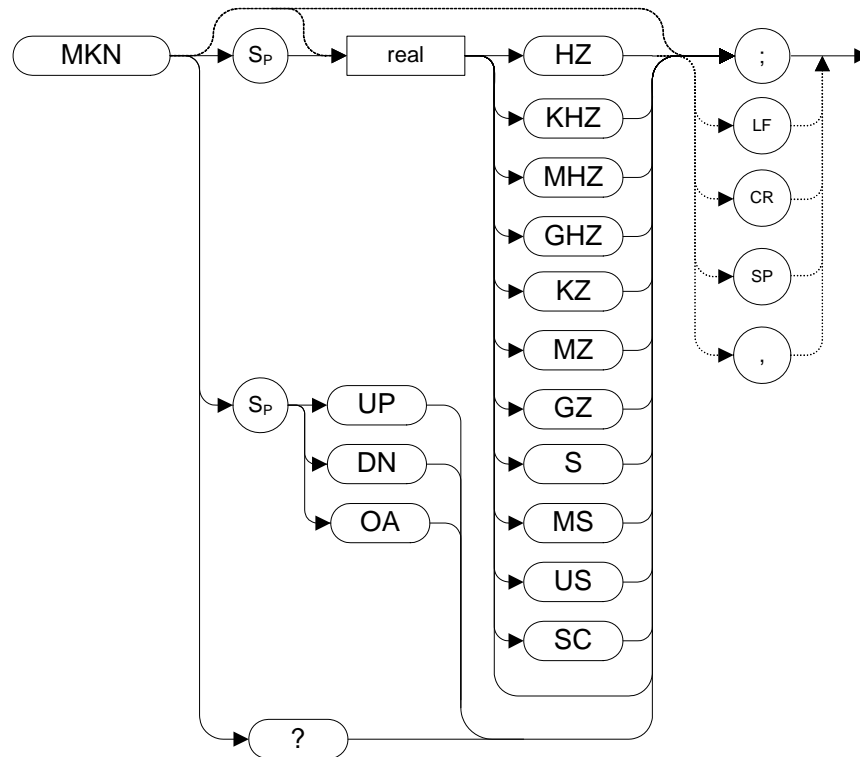 MKN
SP
real
HZ
;
KHZ
LF
MHZ
CR
GHZ
KZ
SP
MZ
,
SP
UP
GZ
DN
S
OA
MS
US
SC
?